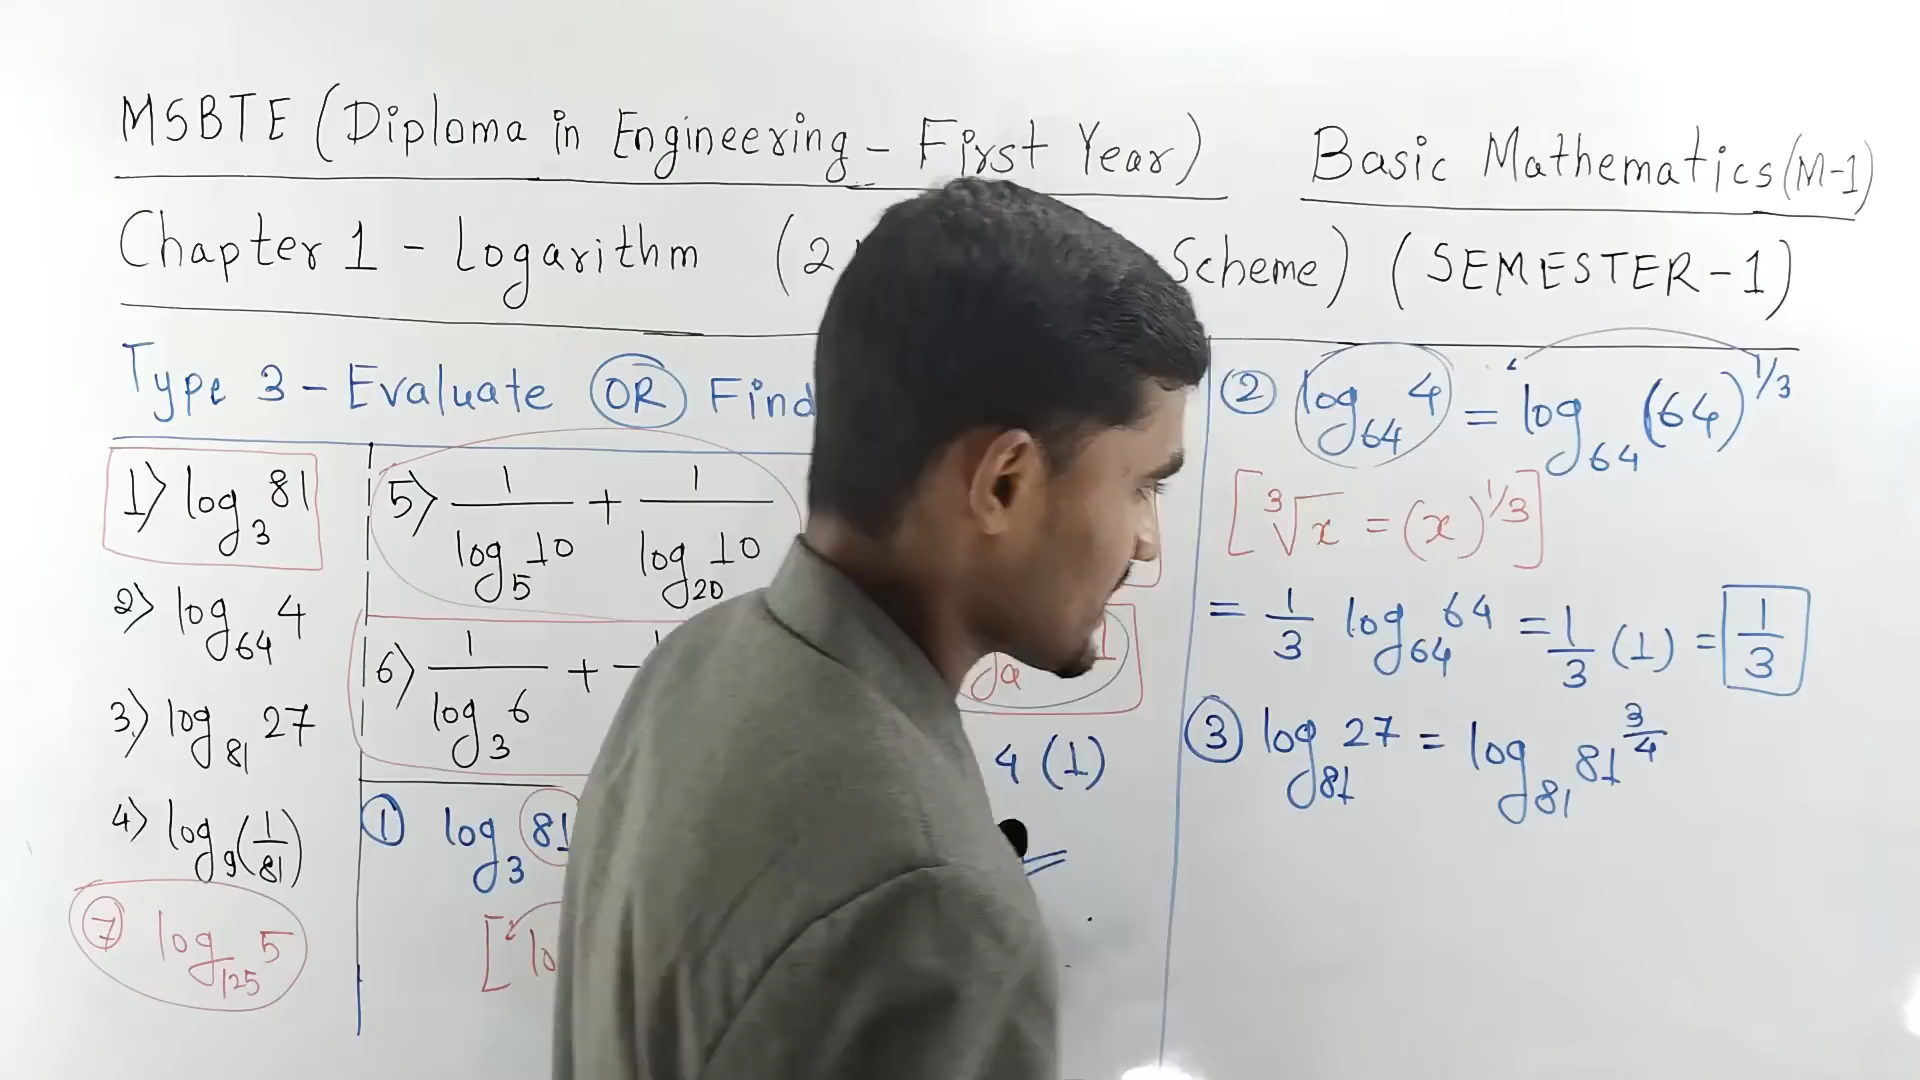 MSBTE (Diploma in Engineering - First Year) Basic Mathematics (M-1)
Chapter 1 - Logarithm (2 Scheme) (SEMESTER-1)
Type 3 - Evaluate OR Find
1) log₃ 81
2) log₆₄ 4
3) log₈₁ 27
4) log₉ (1/81)
⑦ log₁₂₅ 5
5) 1/log₅ 10 + 1/log₂₀ 10
6) 1/log₃ 6 +
① log₃ 81
4 (1)
② log₆₄ 4 = log₆₄ (64)^1/3
[∛x = (x)^1/3]
= 1/3 log₆₄ 64 = 1/3 (1) = 1/3
③ log₈₁ 27 = log₈₁ 81^3/4